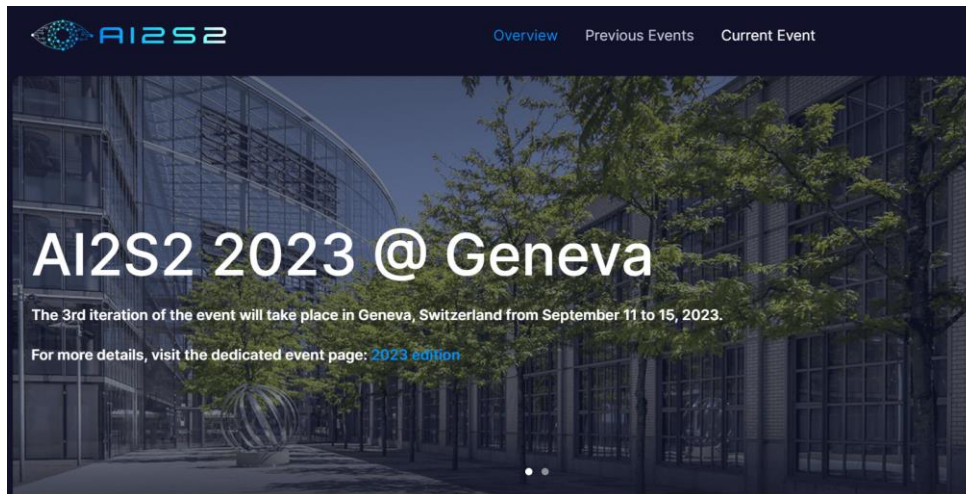 AI2S2
Overview Previous Events Current Event
AI2S2 2023 @ Geneva
The 3rd iteration of the event will take place in Geneva, Switzerland from September 11 to 15, 2023.
For more details, visit the dedicated event page: 2023 edition